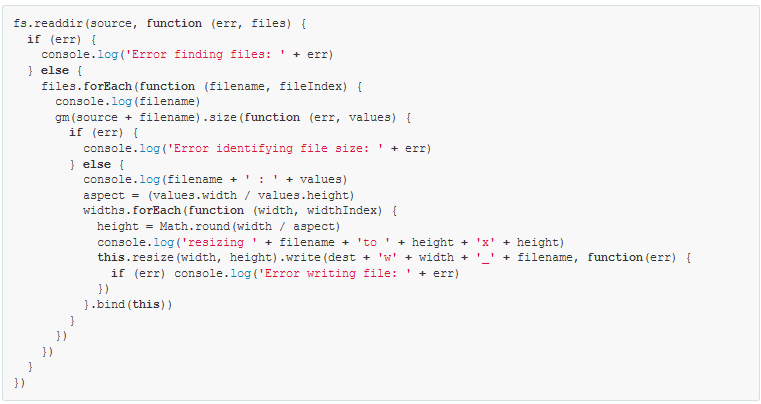 fs.readdir(source, function (err, files) {
  if (err) {
    console.log('Error finding files: ' + err)
  } else {
    files.forEach(function (filename, fileIndex) {
      console.log(filename)
      gm(source + filename).size(function (err, values) {
        if (err) {
          console.log('Error identifying file size: ' + err)
        } else {
          console.log(filename + ' : ' + values)
          aspect = (values.width / values.height)
          widths.forEach(function (width, widthIndex) {
            height = Math.round(width / aspect)
            console.log('resizing ' + filename + 'to ' + height + 'x' + height)
            this.resize(width, height).write(dest + 'w' + width + '_' + filename, function(err) {
              if (err) console.log('Error writing file: ' + err)
            })
          }.bind(this))
        }
      })
    })
  }
})